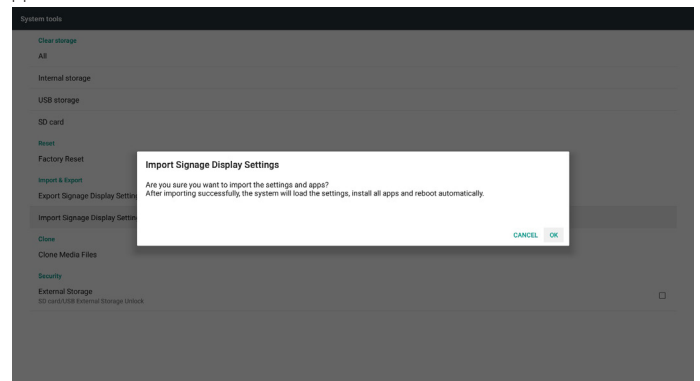 System tools
Clear storage
All
Internal storage
USB storage
SD card
Reset
Factory Reset
Import & Export
Export Signage Display Setting
Import Signage Display Settin
Clone
Clone Media Files
Security
External Storage
SD card/USB External Storage Unlock
Import Signage Display Settings
Are you sure you want to import the settings and apps?
After importing successfully, the system will load the settings, install all apps and reboot automatically.
CANCEL OK